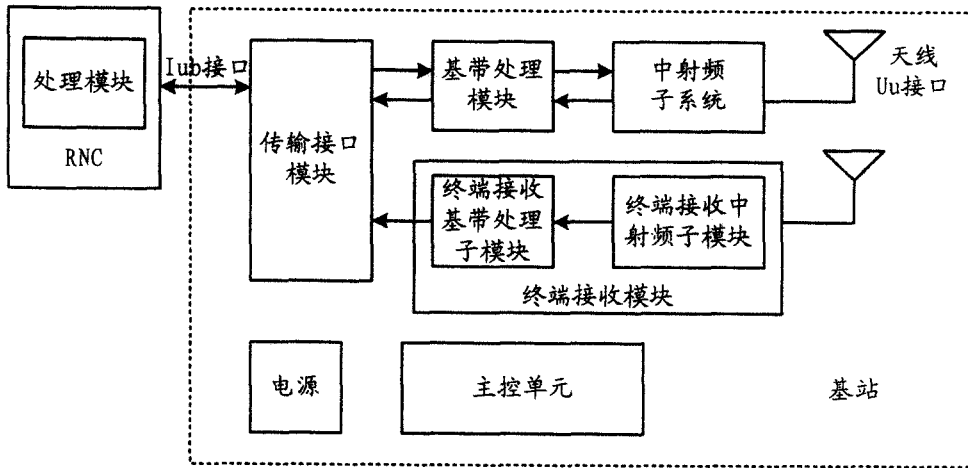 处理模块
RNC
Iub接口
传输接口
模块
基带处理
模块
中射频
子系统
天线
Uu接口
终端接收
基带处理
子模块
终端接收中
射频子模块
终端接收模块
电源
主控单元
基站